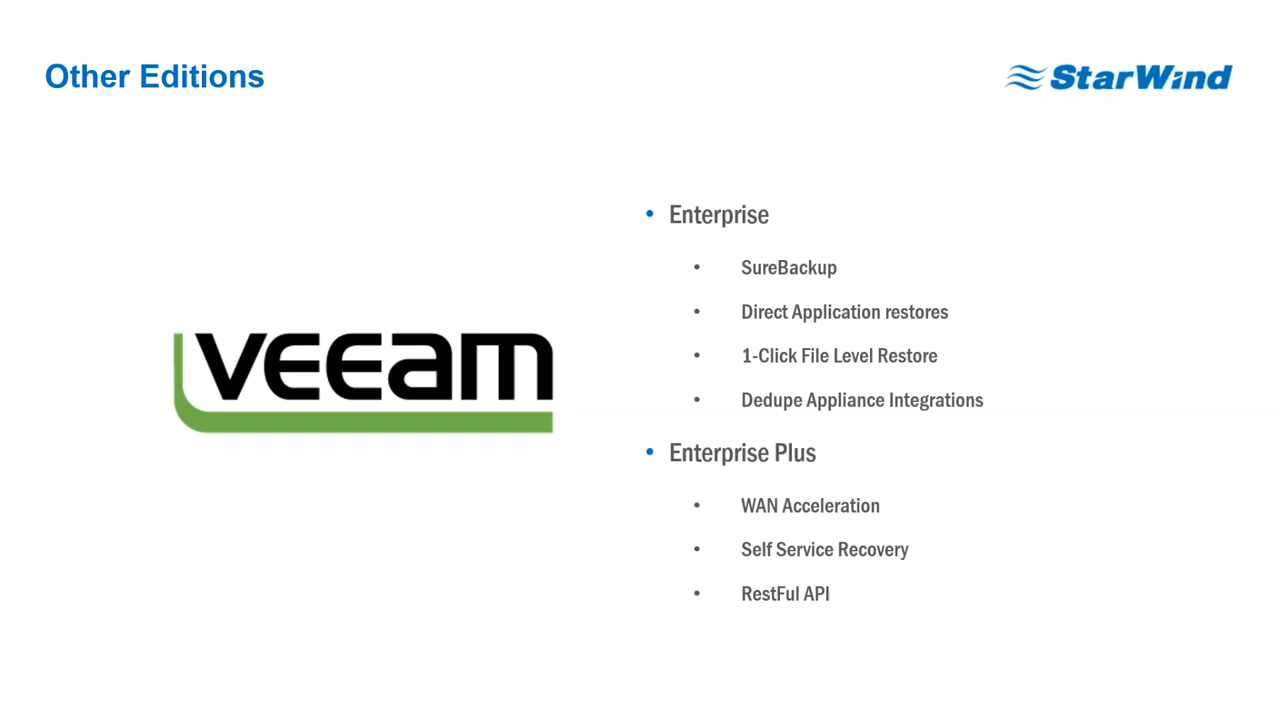 Other Editions
StarWind
veeam
• Enterprise
• SureBackup
• Direct Application restores
• 1-Click File Level Restore
• Dedupe Appliance Integrations
• Enterprise Plus
• WAN Acceleration
• Self Service Recovery
• RestFul API